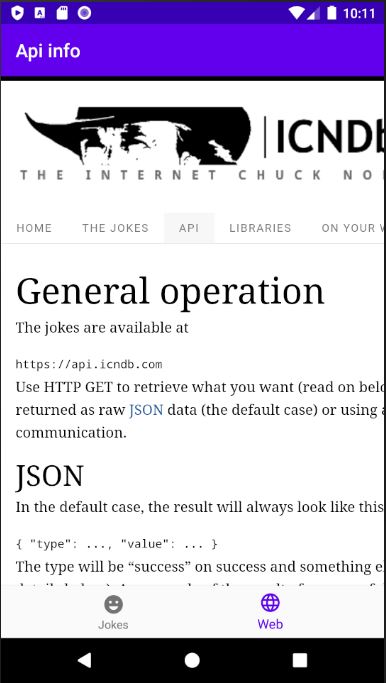 10:11
Api info
ICNDb
THE INTERNET CHUCK NO
HOME THE JOKES API LIBRARIES ON YOUR
General operation
The jokes are available at
https://api.icndb.com
Use HTTP GET to retrieve what you want (read on belo
returned as raw JSON data (the default case) or using a
communication.
JSON
In the default case, the result will always look like this
{ "type": ..., "value": ... }
The type will be “success” on success and something e
Jokes Web